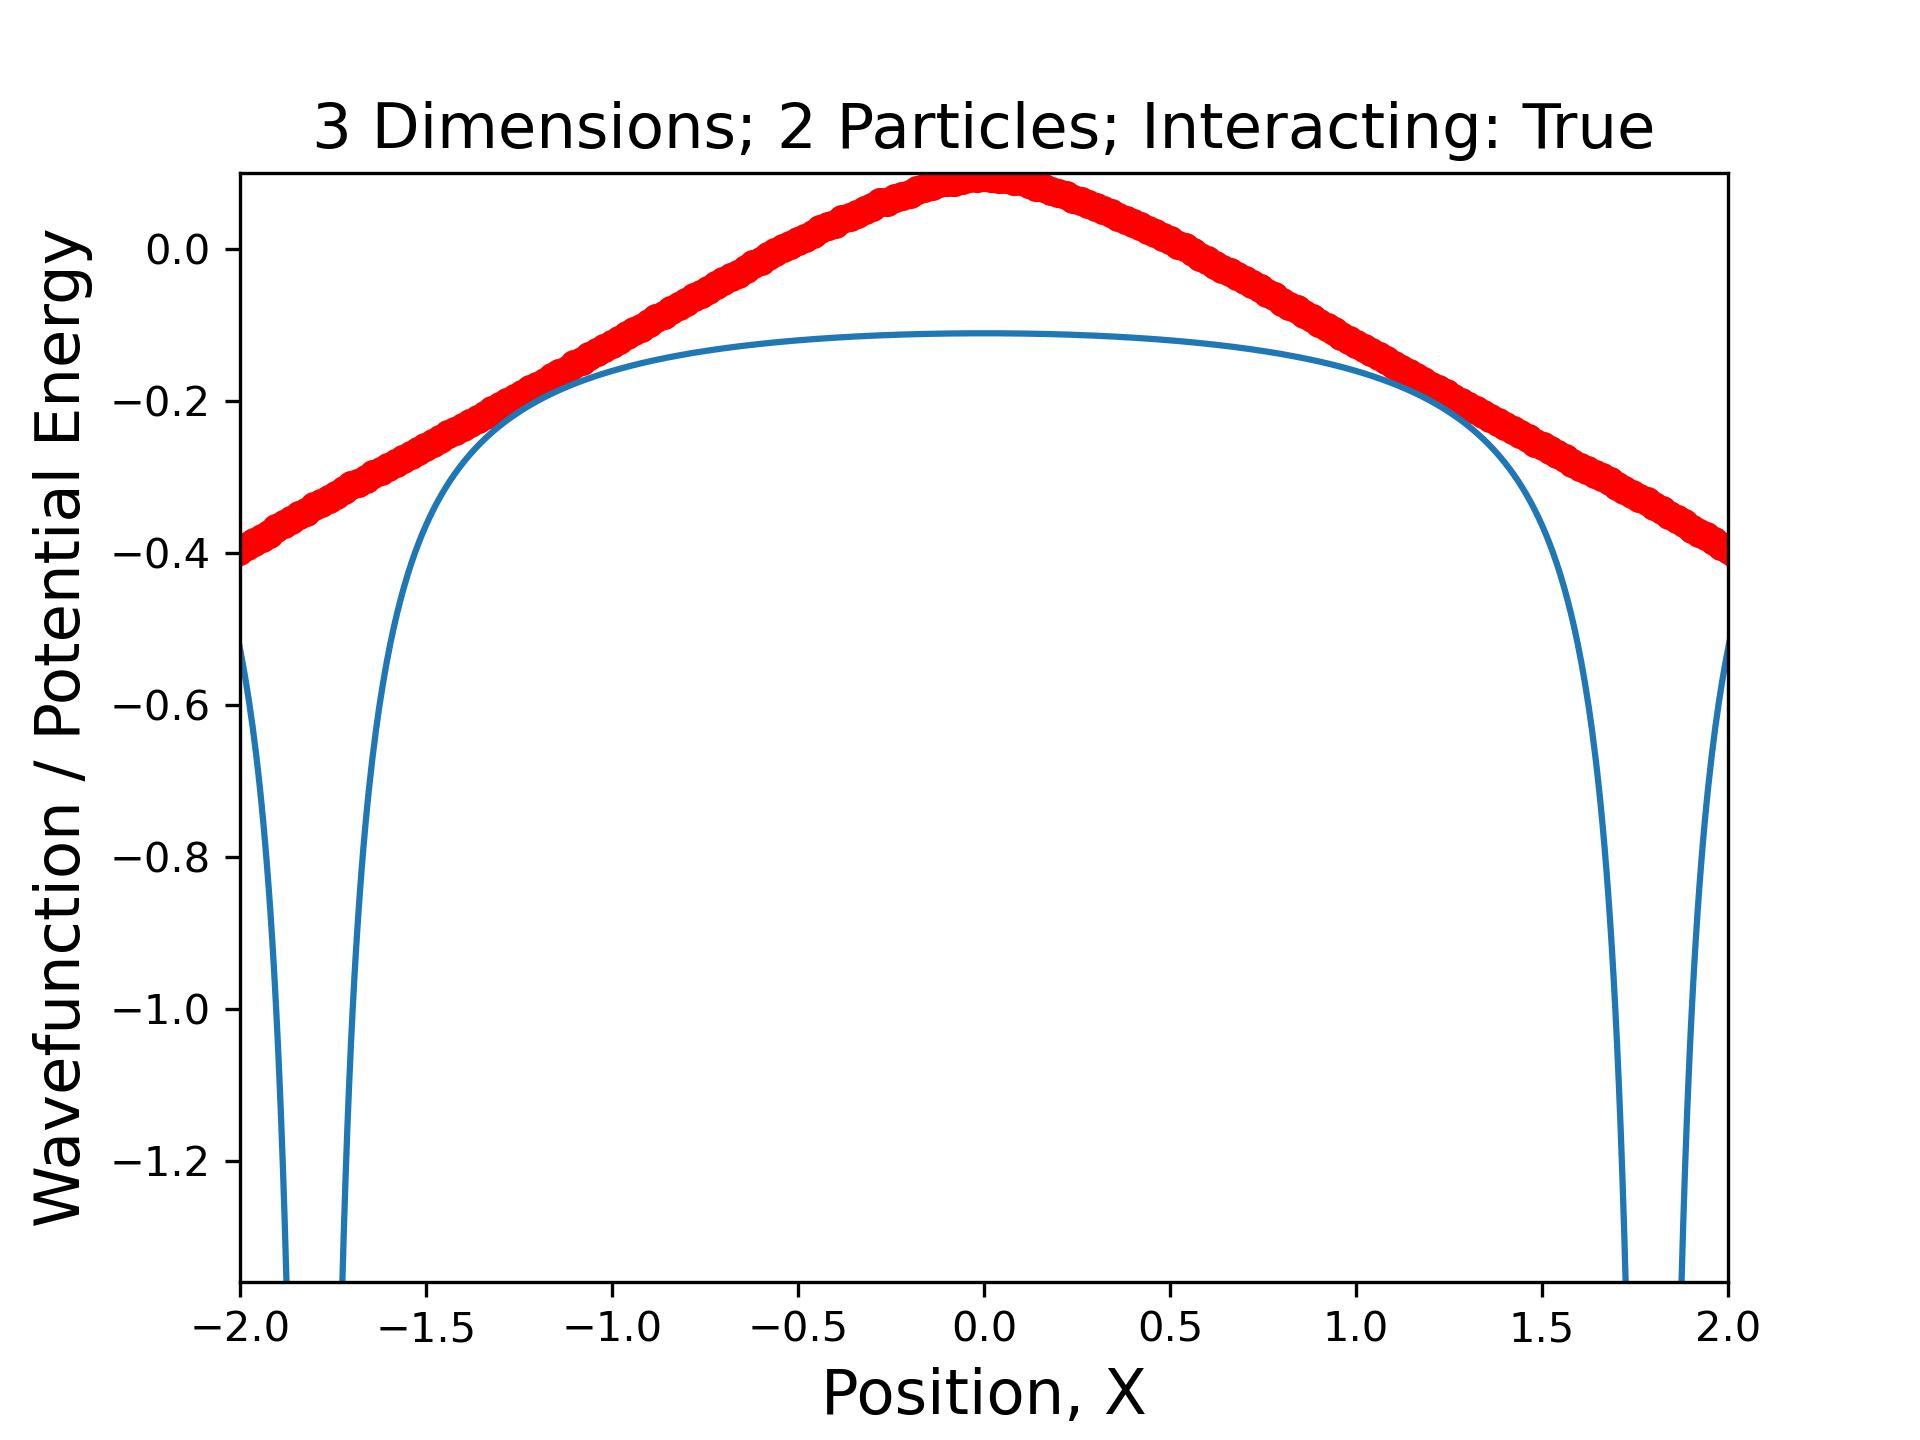 3 Dimensions; 2 Particles; Interacting: True
Wavefunction / Potential Energy
0.0
−0.2
−0.4
−0.6
−0.8
−1.0
−1.2
−2.0 −1.5 −1.0 −0.5 0.0 0.5 1.0 1.5 2.0
Position, X